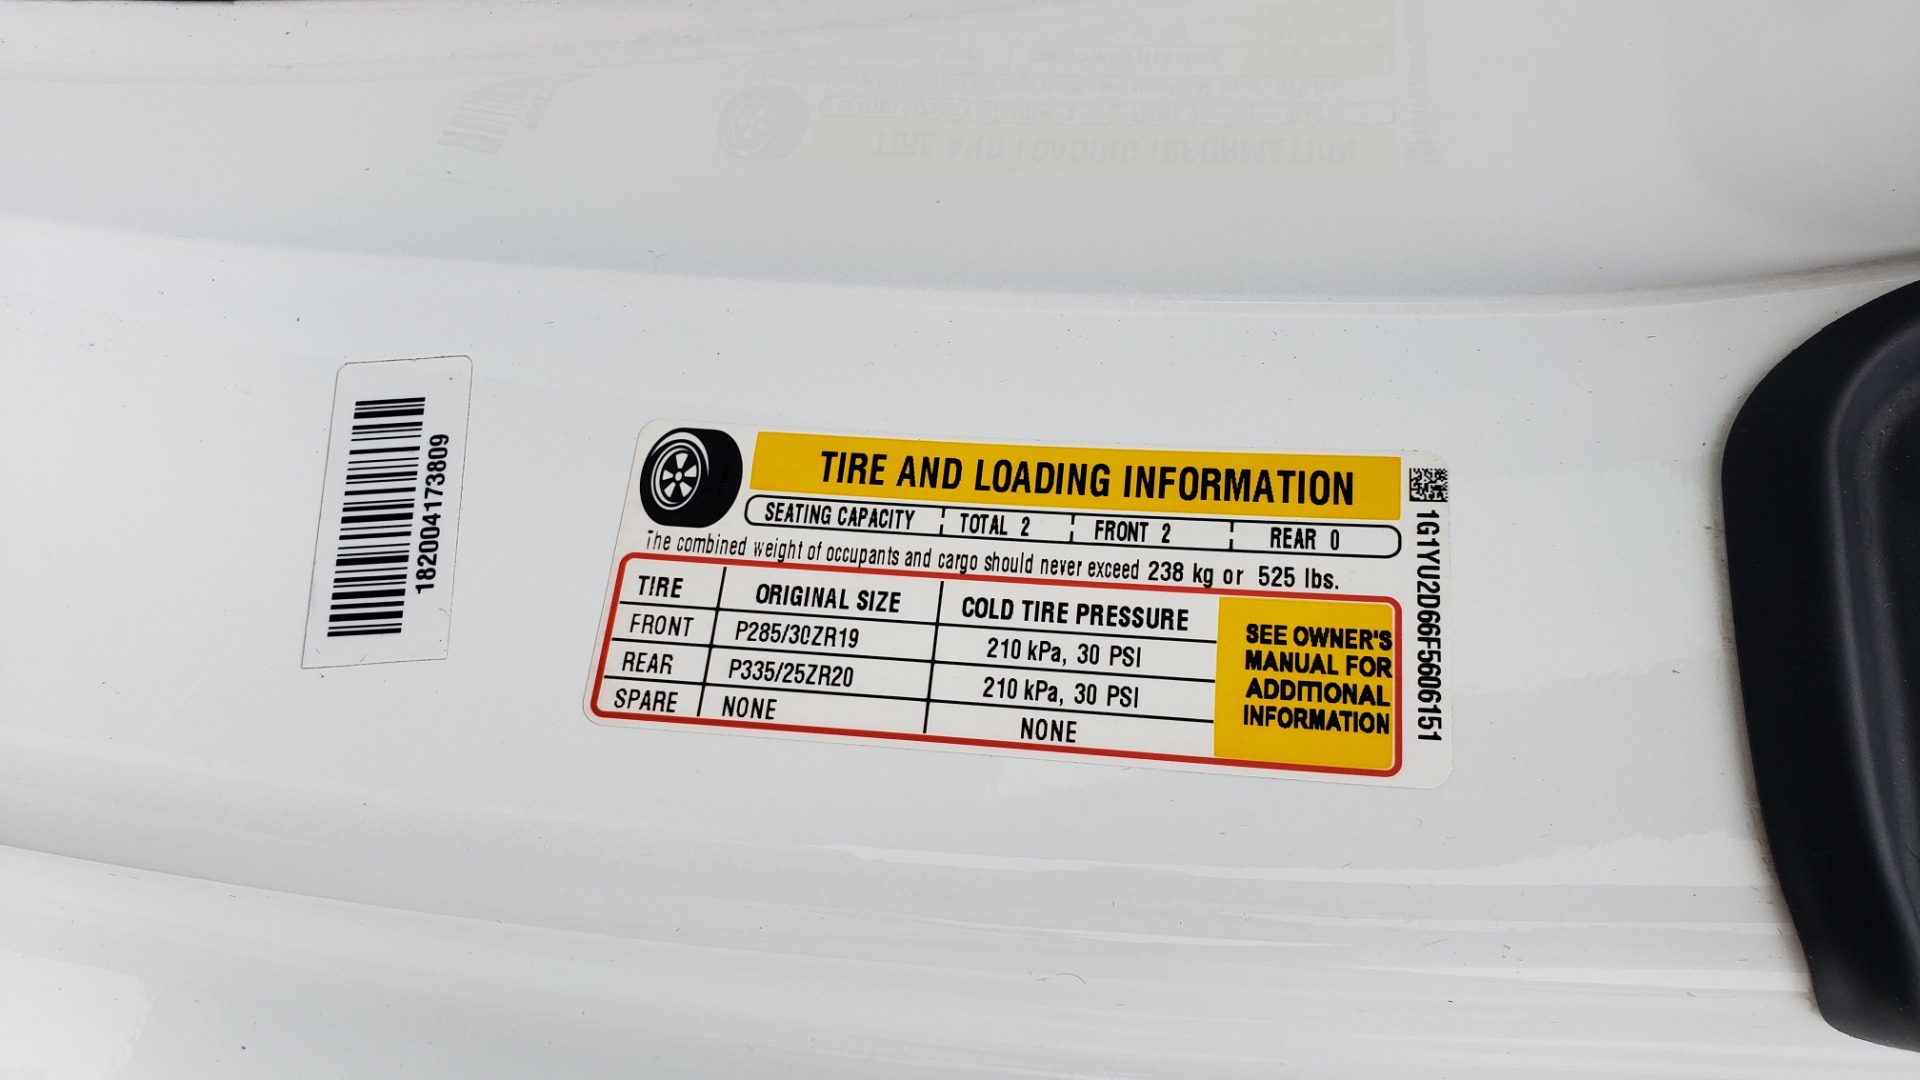 182004173809
TIRE AND LOADING INFORMATION
SEATING CAPACITY TOTAL 2 FRONT 2 REAR 0
The combined weight of occupants and cargo should never exceed 238 kg or 525 lbs.
TIRE ORIGINAL SIZE COLD TIRE PRESSURE
FRONT P285/30ZR19 210 kPa, 30 PSI
REAR P335/25ZR20 210 kPa, 30 PSI
SPARE NONE NONE
SEE OWNER'S
MANUAL FOR
ADDITIONAL
INFORMATION
1G1YU2D66F5606151